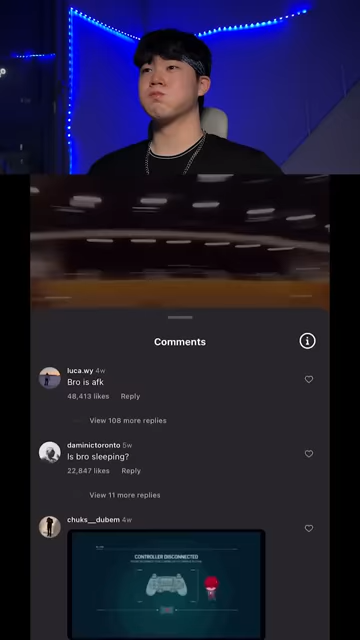 Comments
luca.wy 4w
Bro is afk
48,413 likes Reply
View 108 more replies
daminictoronto 5w
Is bro sleeping?
22,847 likes Reply
View 11 more replies
chuks__dubem 4w
CONTROLLER DISCONNECTED